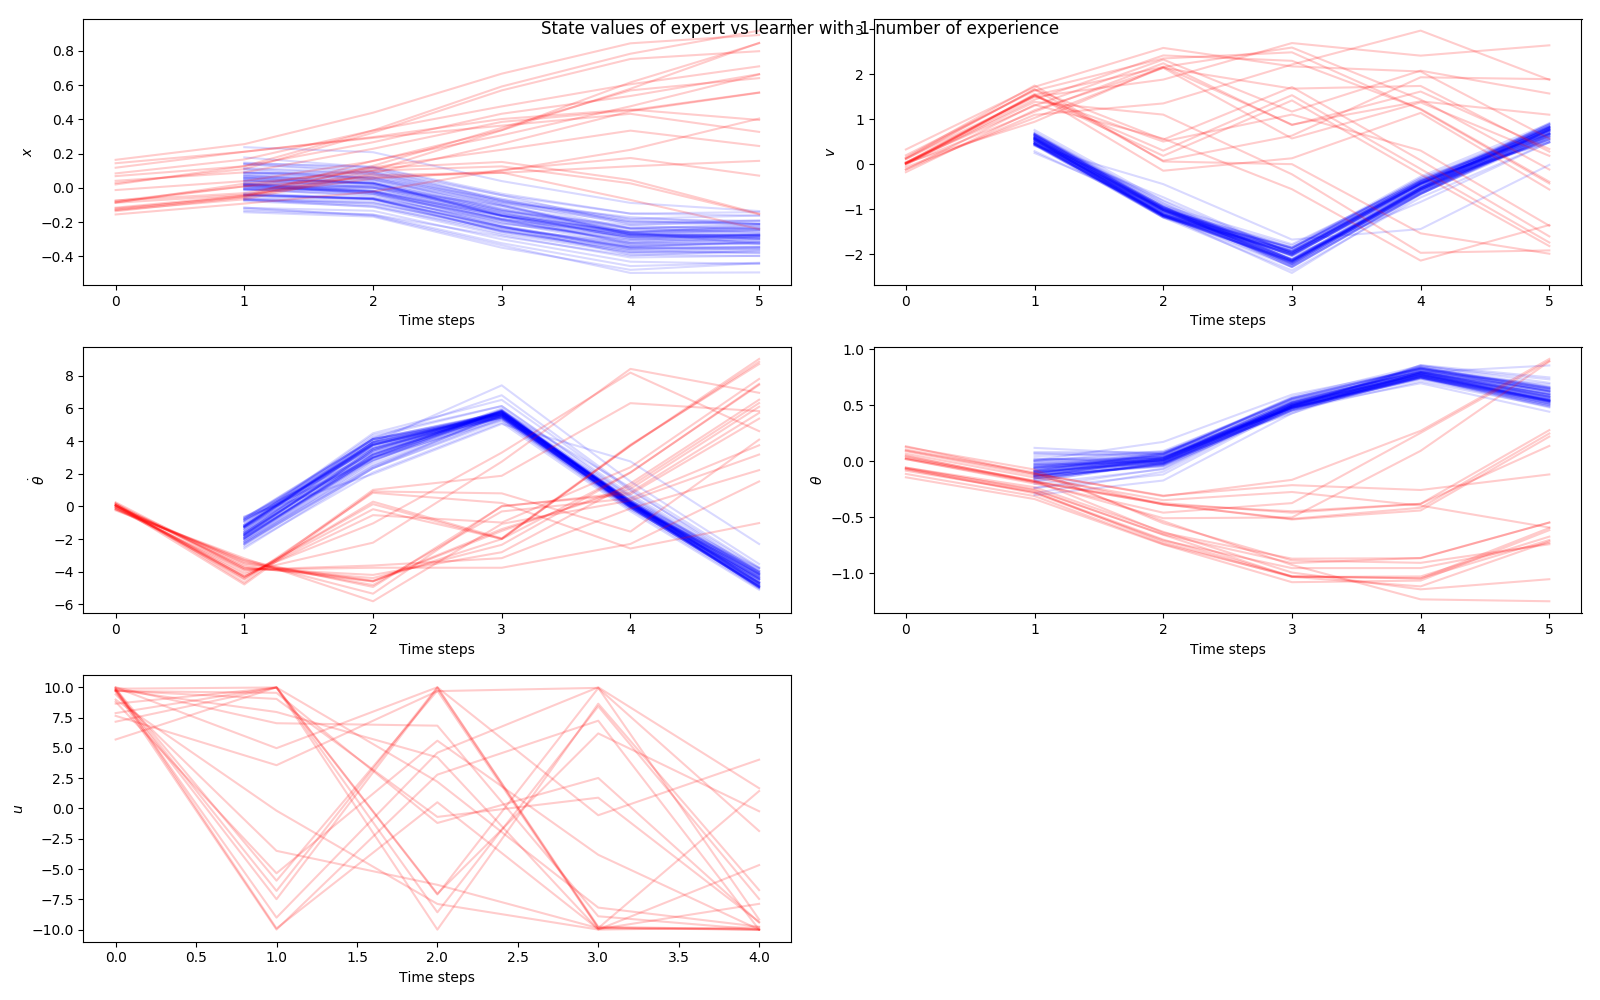 State values of expert vs learner with 1 number of experience
0.8
0.6
0.4
0.2
0.0
−0.2
−0.4
x
0 1 2 3 4 5
Time steps
3
2
1
0
−1
−2
v
0 1 2 3 4 5
Time steps
8
6
4
2
0
−2
−4
−6
θ̇
0 1 2 3 4 5
Time steps
1.0
0.5
0.0
−0.5
−1.0
θ
0 1 2 3 4 5
Time steps
10.0
7.5
5.0
2.5
0.0
−2.5
−5.0
−7.5
−10.0
u
0.0 0.5 1.0 1.5 2.0 2.5 3.0 3.5 4.0
Time steps